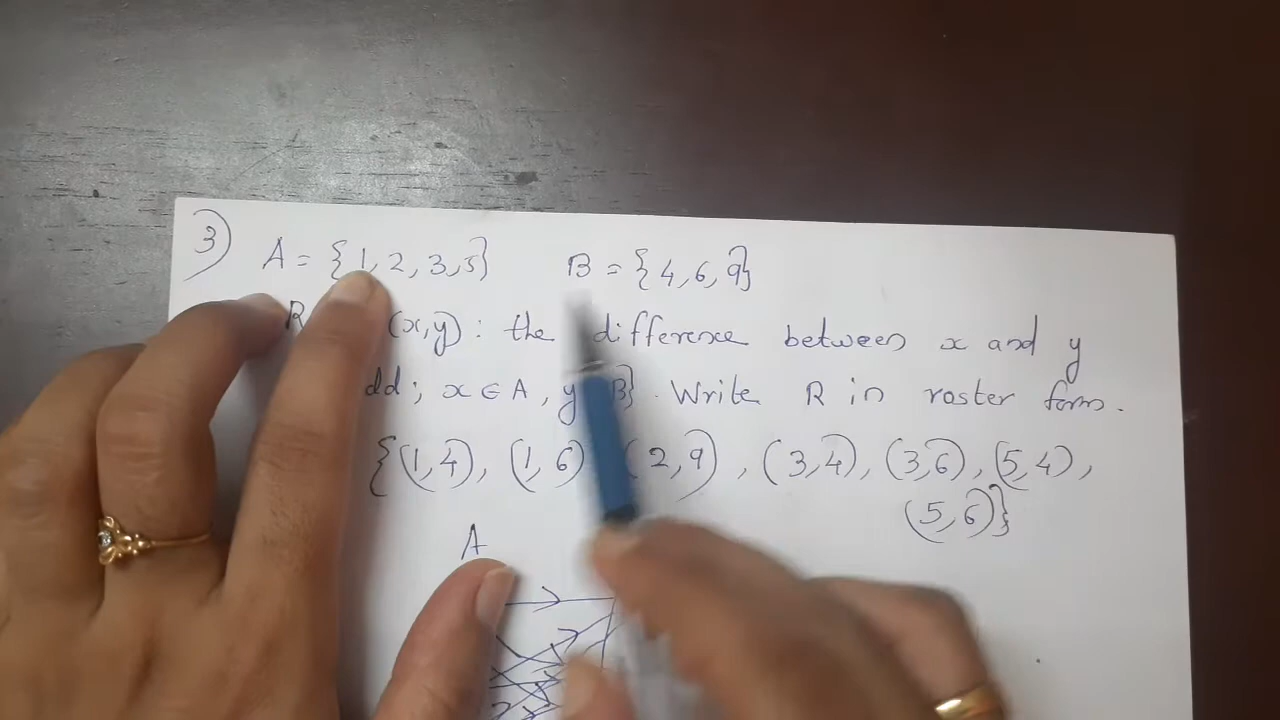 3) A = {1, 2, 3, 5} B = {4, 6, 9}
R (x, y) : the difference between x and y
dd ; x ∈ A , y B} . Write R in roster form .
{(1, 4) , (1, 6) (2, 9) , (3, 4) , (3, 6) , (5, 4) ,
(5, 6)}
A